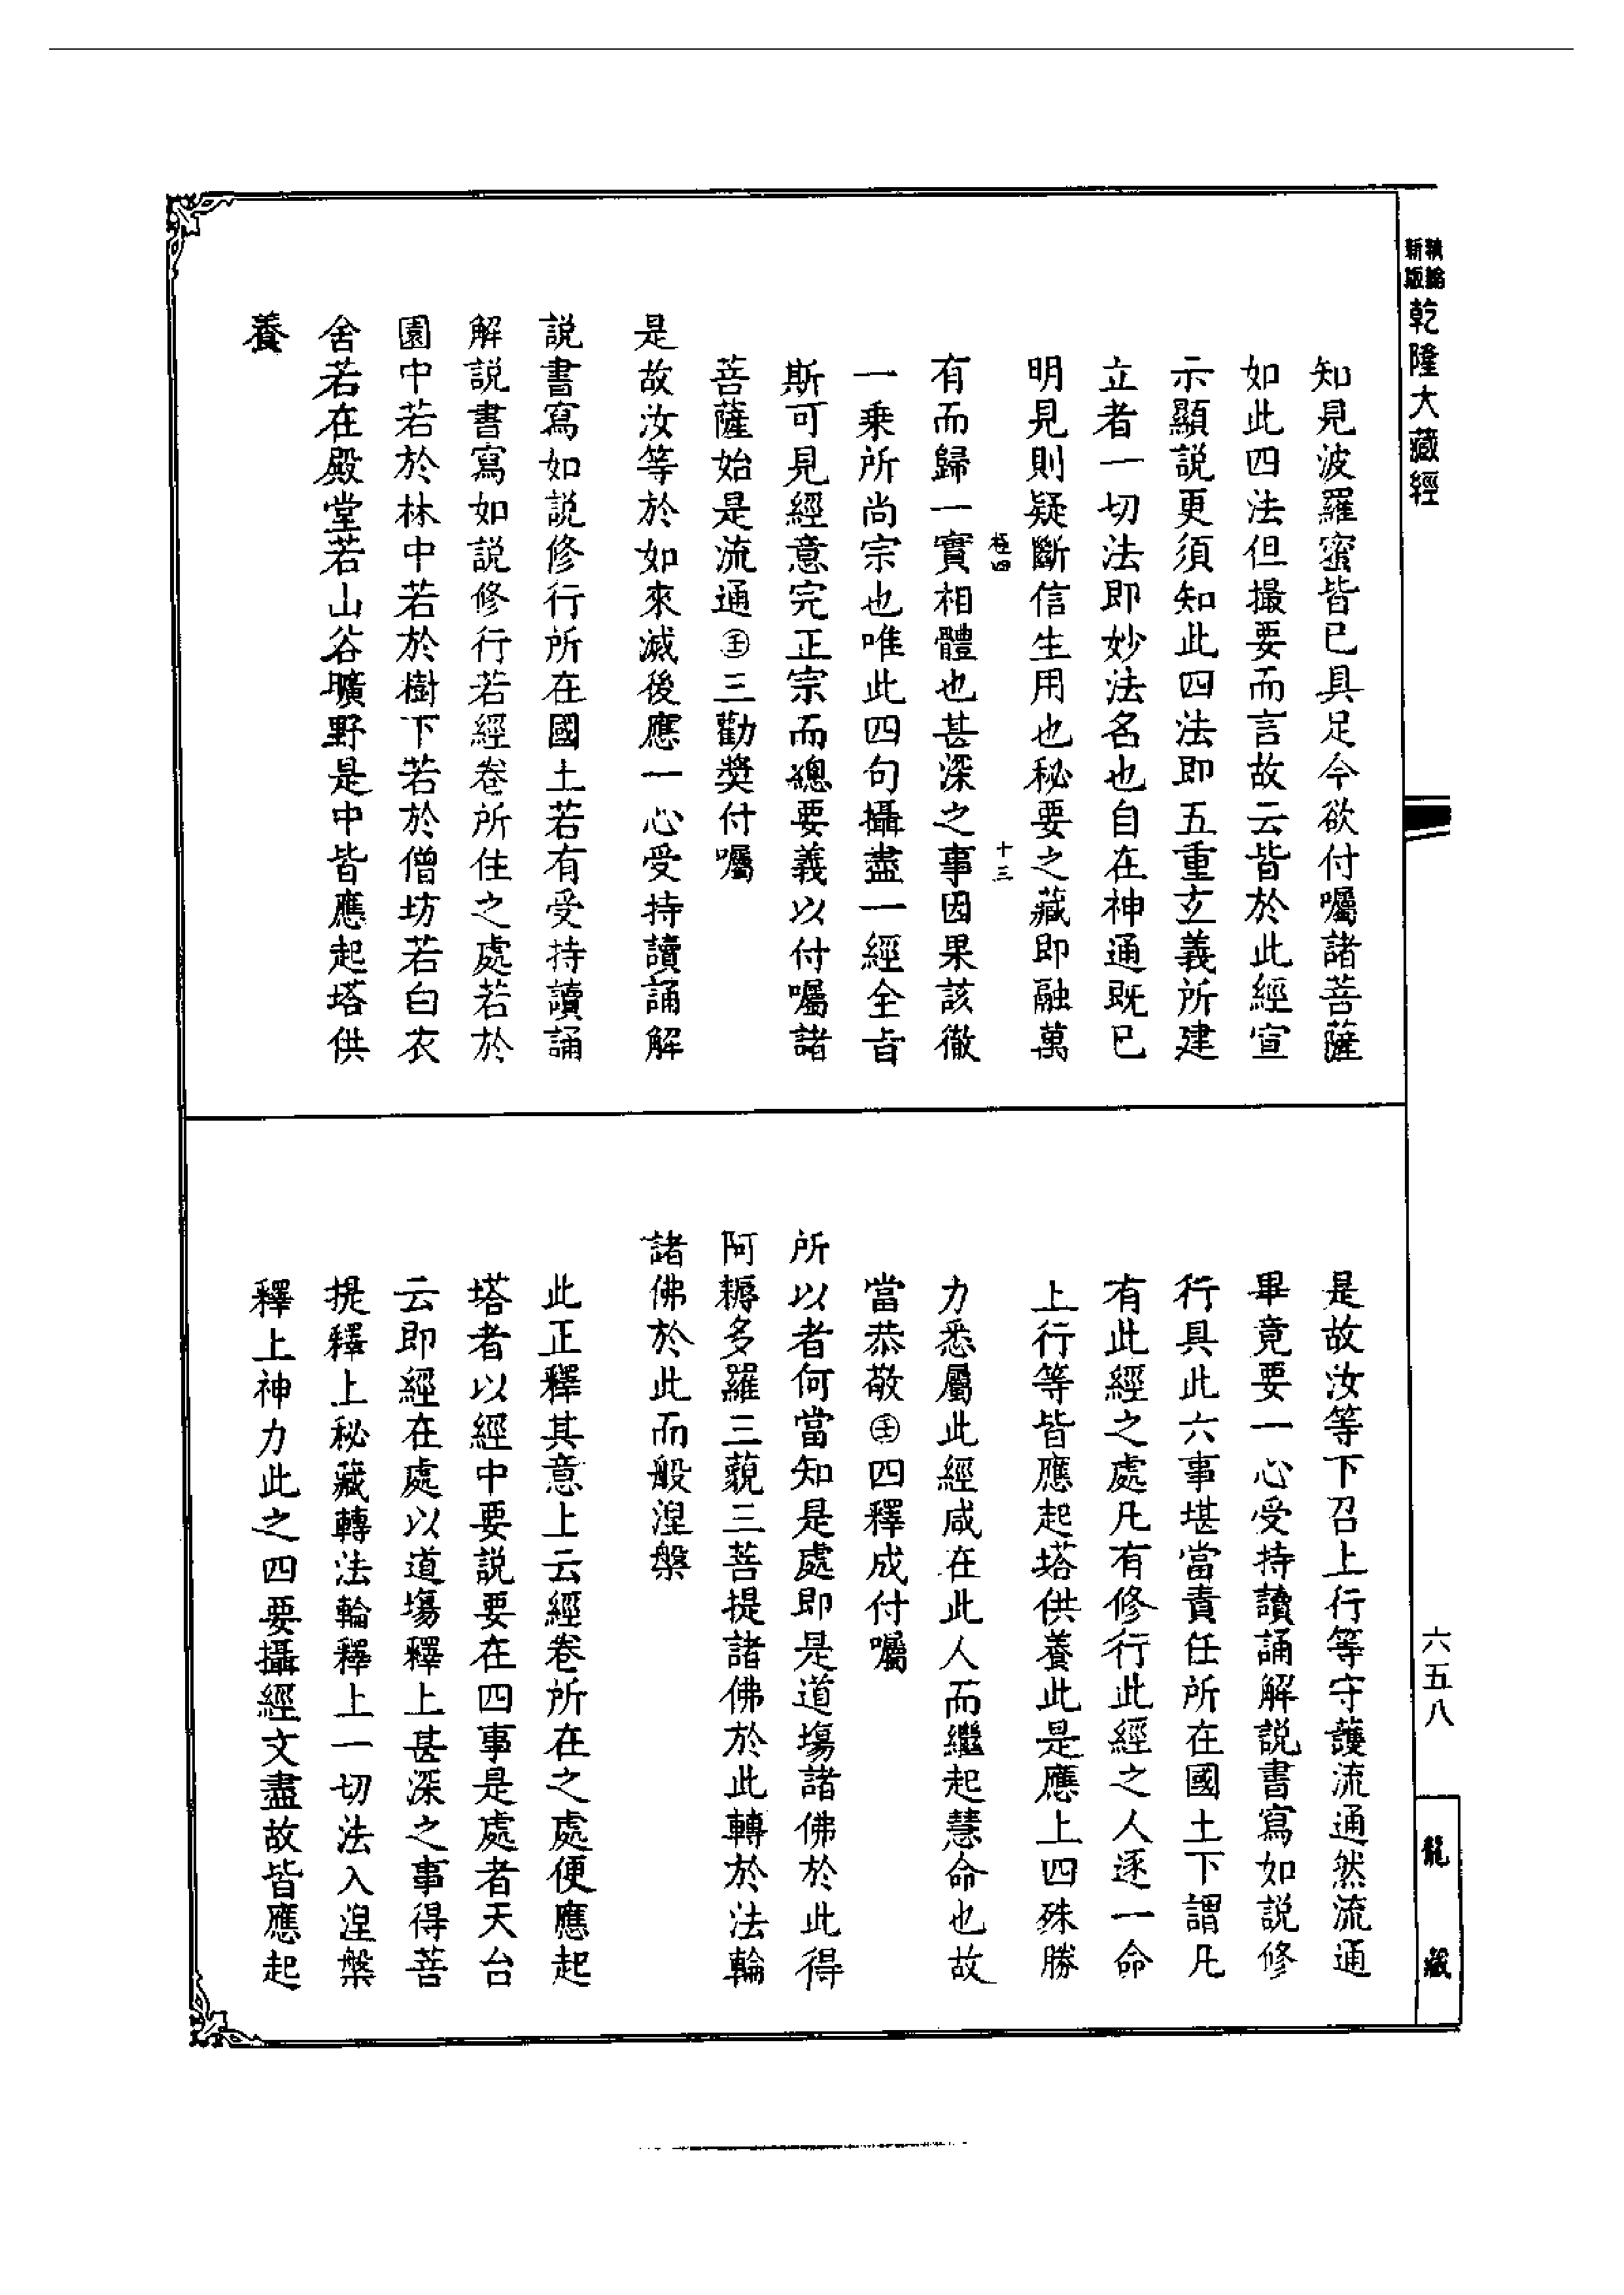 新版
乾隆大藏經
知見波羅蜜皆已具足今欲付囑諸菩薩
如此四法但撮要而言故云皆於此經宣
示顯説更須知此四法即五重玄義所建
立者一切法即妙法名也自在神通既已
明見則疑斷信生用也秘要之藏即融萬
十三
有而歸一實相體也甚深之事因果該徹
一乗所尚宗也唯此四句攝盡一經全㫖
斯可見經意完正宗而總要義以付囑諸
菩薩始是流通㊣三勸奬付囑
是故汝等於如來滅後應一心受持讀誦解
説書寫如説修行所在國土若有受持讀誦
解説書寫如説修行若經卷所住之處若於
園中若於林中若於樹下若於僧坊若白衣
舍若在殿堂若山谷曠野是中皆應起塔供
養
是故汝等下召上行等守護流通然流通
畢竟要一心受持讀誦解説書寫如説修
行具此六事堪當責任所在國土下謂凡
有此經之處凡有修行此經之人逐一命
上行等皆應起塔供養此是應上四殊勝
力悉屬此經咸在此人而繼起慧命也故
當恭敬㊣四釋成付囑
所以者何當知是處即是道場諸佛於此得
阿耨多羅三藐三菩提諸佛於此轉於法輪
諸佛於此而般涅槃
此正釋其意上云經卷所在之處便應起
塔者以經中要説要在四事是處者天台
云即經在處以道場釋上甚深之事得菩
提釋上秘藏轉法輪釋上一切法入涅槃
釋上神力此之四要攝經文盡故皆應起
六五八
龍藏